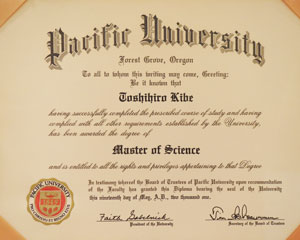 Pacific University
Forest Grove, Oregon
To all to whom this writing may come, Greeting:
Be it known that
Toshihiro Kibe
having successfully completed the prescribed course of study and having
complied with all other requirements established by the University,
has been awarded the degree of
Master of Science
and is entitled to all the rights and privileges appertaining to that Degree
In testimony whereof the Board of Trustees of Pacific University upon recommendation
of the Faculty has granted this Diploma bearing the seal of the University
this nineteenth day of May, A.D., one thousand
PACIFIC UNIVERSITY
Faith
President of the University
Secretary of the Board of Trustees